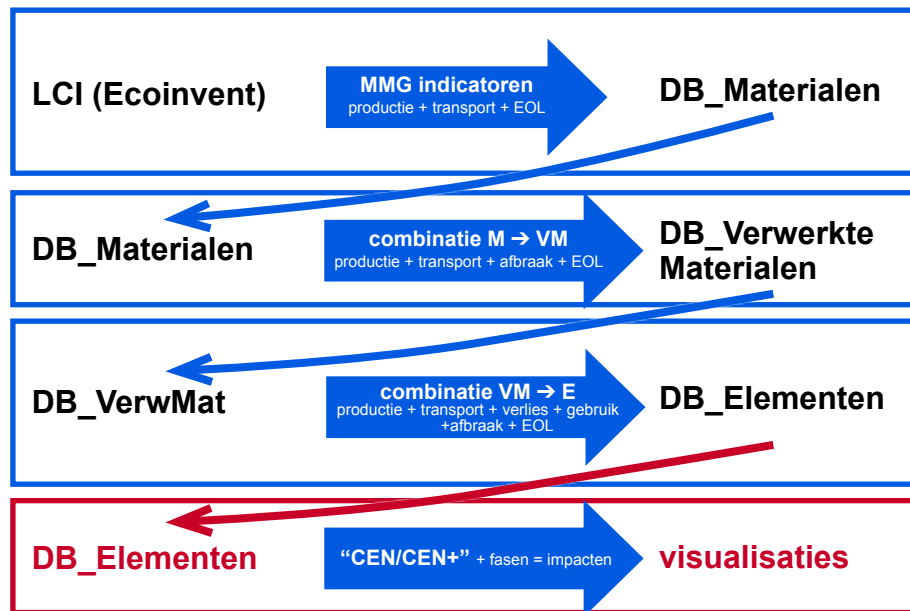 LCI (Ecoinvent)
MMG indicatoren
productie + transport + EOL
DB_Materialen
DB_Materialen
combinatie M → VM
productie + transport + afbraak + EOL
DB_Verwerkte
Materialen
DB_VerwMat
combinatie VM → E
productie + transport + verlies + gebruik
+afbraak + EOL
DB_Elementen
DB_Elementen
“CEN/CEN+” + fasen = impacten
visualisaties